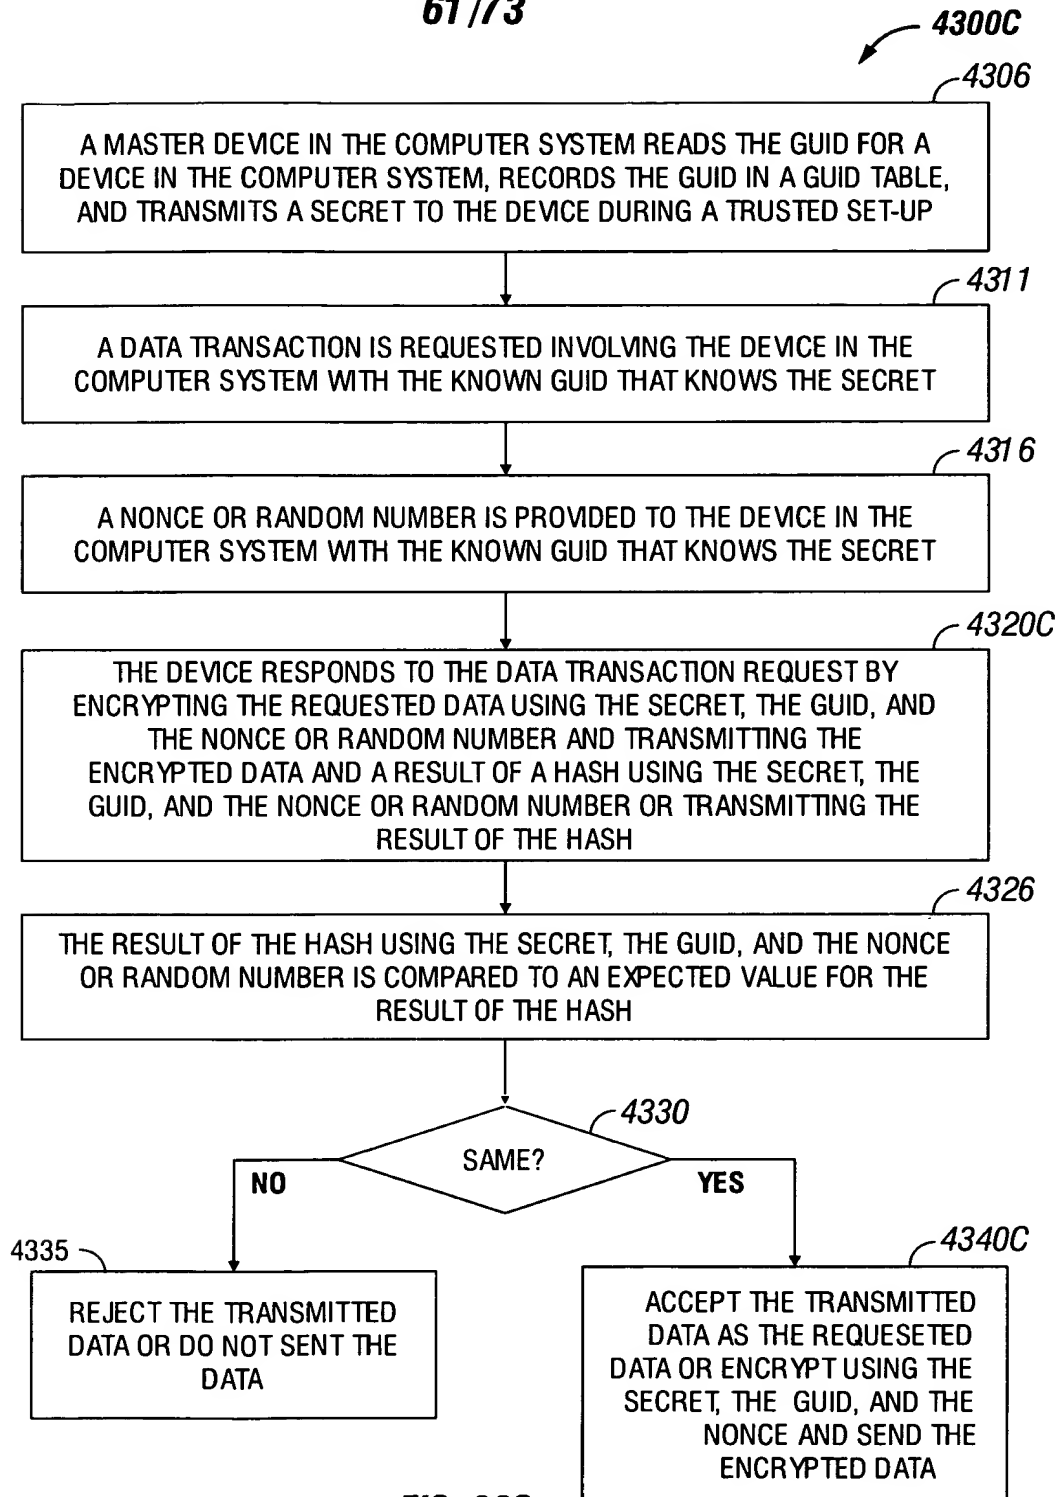 61/73
4300C
4306
A MASTER DEVICE IN THE COMPUTER SYSTEM READS THE GUID FOR A
DEVICE IN THE COMPUTER SYSTEM, RECORDS THE GUID IN A GUID TABLE,
AND TRANSMITS A SECRET TO THE DEVICE DURING A TRUSTED SET-UP
4311
A DATA TRANSACTION IS REQUESTED INVOLVING THE DEVICE IN THE
COMPUTER SYSTEM WITH THE KNOWN GUID THAT KNOWS THE SECRET
4316
A NONCE OR RANDOM NUMBER IS PROVIDED TO THE DEVICE IN THE
COMPUTER SYSTEM WITH THE KNOWN GUID THAT KNOWS THE SECRET
4320C
THE DEVICE RESPONDS TO THE DATA TRANSACTION REQUEST BY
ENCRYPTING THE REQUESTED DATA USING THE SECRET, THE GUID, AND
THE NONCE OR RANDOM NUMBER AND TRANSMITTING THE
ENCRYPTED DATA AND A RESULT OF A HASH USING THE SECRET, THE
GUID, AND THE NONCE OR RANDOM NUMBER OR TRANSMITTING THE
RESULT OF THE HASH
4326
THE RESULT OF THE HASH USING THE SECRET, THE GUID, AND THE NONCE
OR RANDOM NUMBER IS COMPARED TO AN EXPECTED VALUE FOR THE
RESULT OF THE HASH
4330
SAME?
NO
YES
4335
REJECT THE TRANSMITTED
DATA OR DO NOT SENT THE
DATA
4340C
ACCEPT THE TRANSMITTED
DATA AS THE REQUESETED
DATA OR ENCRYPT USING THE
SECRET, THE GUID, AND THE
NONCE AND SEND THE
ENCRYPTED DATA